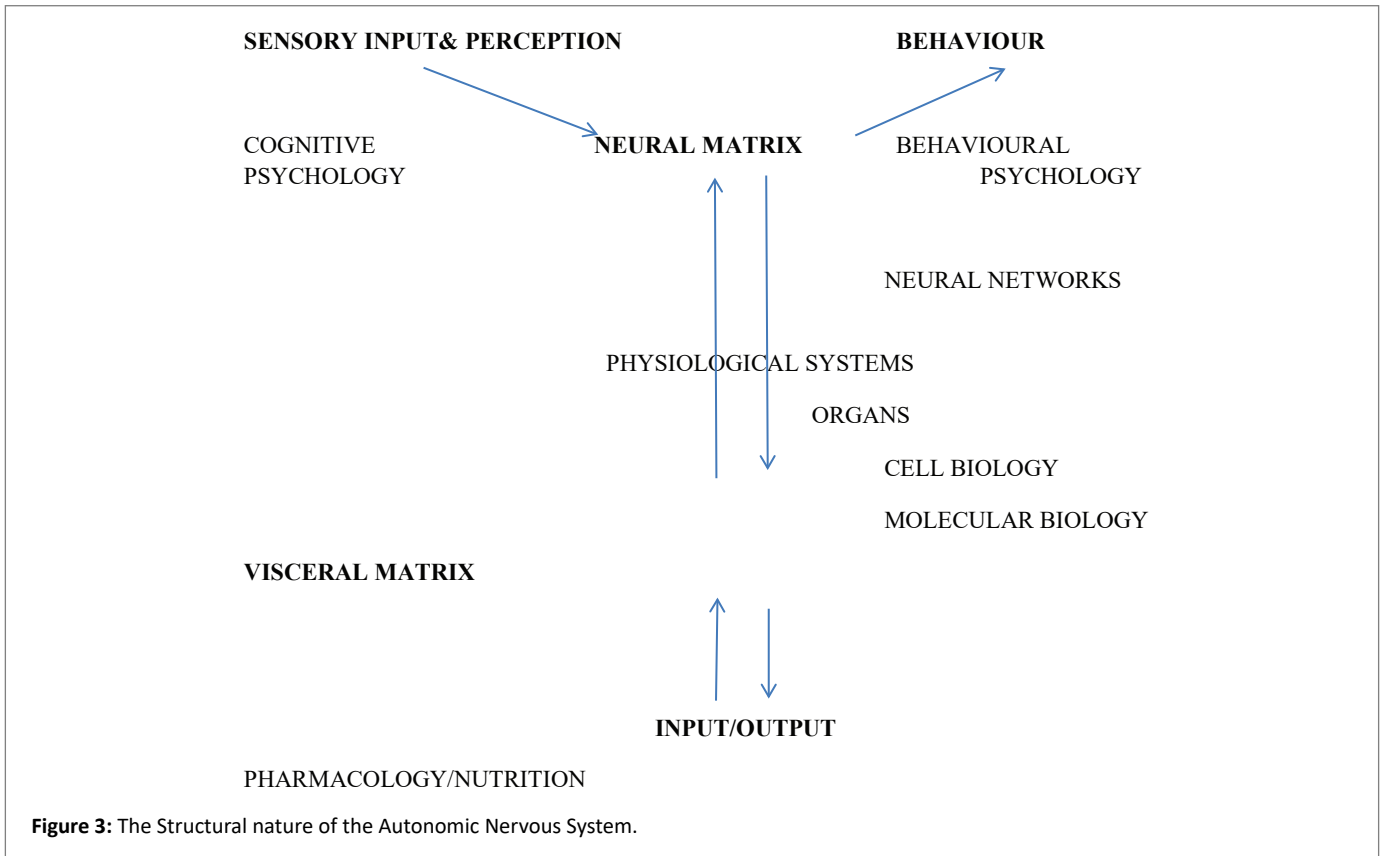 SENSORY INPUT& PERCEPTION
BEHAVIOUR
COGNITIVE
PSYCHOLOGY
NEURAL MATRIX
BEHAVIOURAL
PSYCHOLOGY
NEURAL NETWORKS
PHYSIOLOGICAL SYSTEMS
ORGANS
CELL BIOLOGY
MOLECULAR BIOLOGY
VISCERAL MATRIX
INPUT/OUTPUT
PHARMACOLOGY/NUTRITION
Figure 3: The Structural nature of the Autonomic Nervous System.